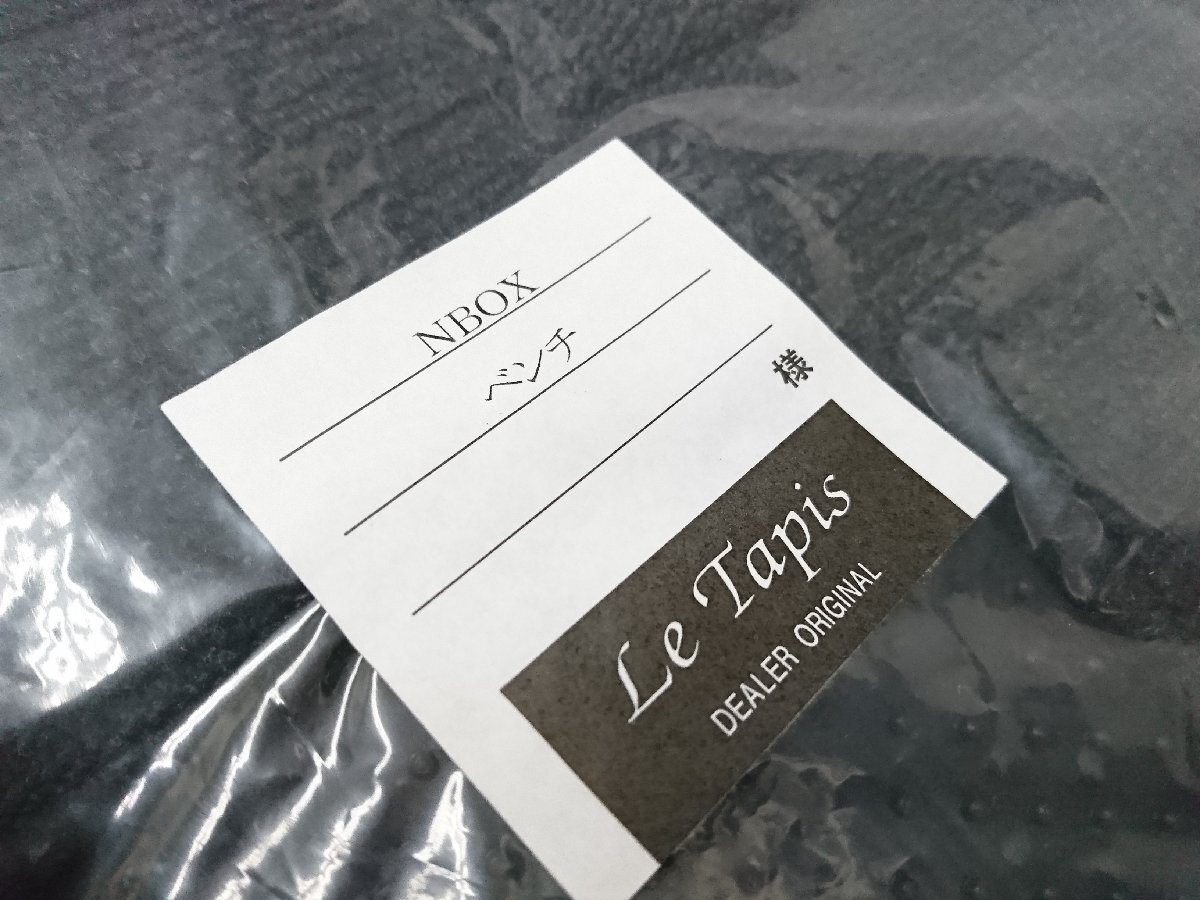 NBOX
ベンチ
様
Le Tapis
DEALER ORIGINAL